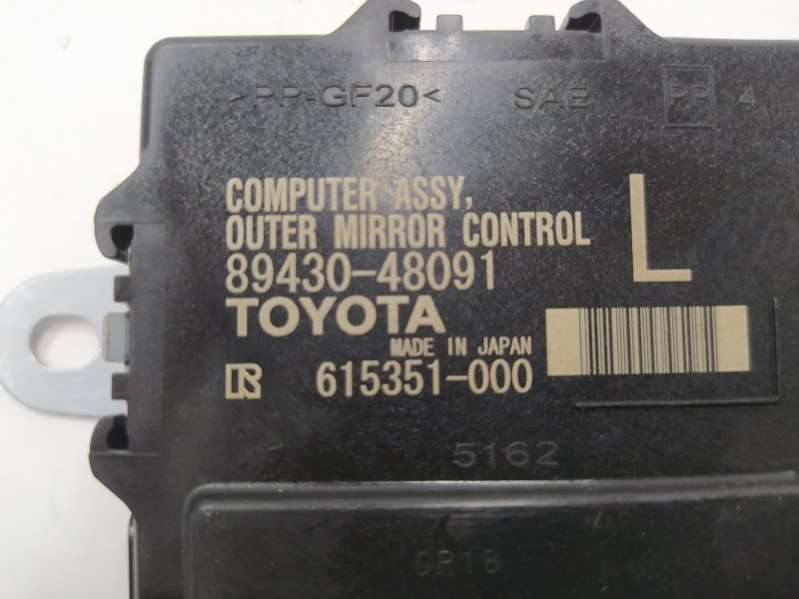 >PP-GF20< SAE PP 4
COMPUTER ASSY,
OUTER MIRROR CONTROL L
89430-48091
TOYOTA
MADE IN JAPAN
615351-000
5162